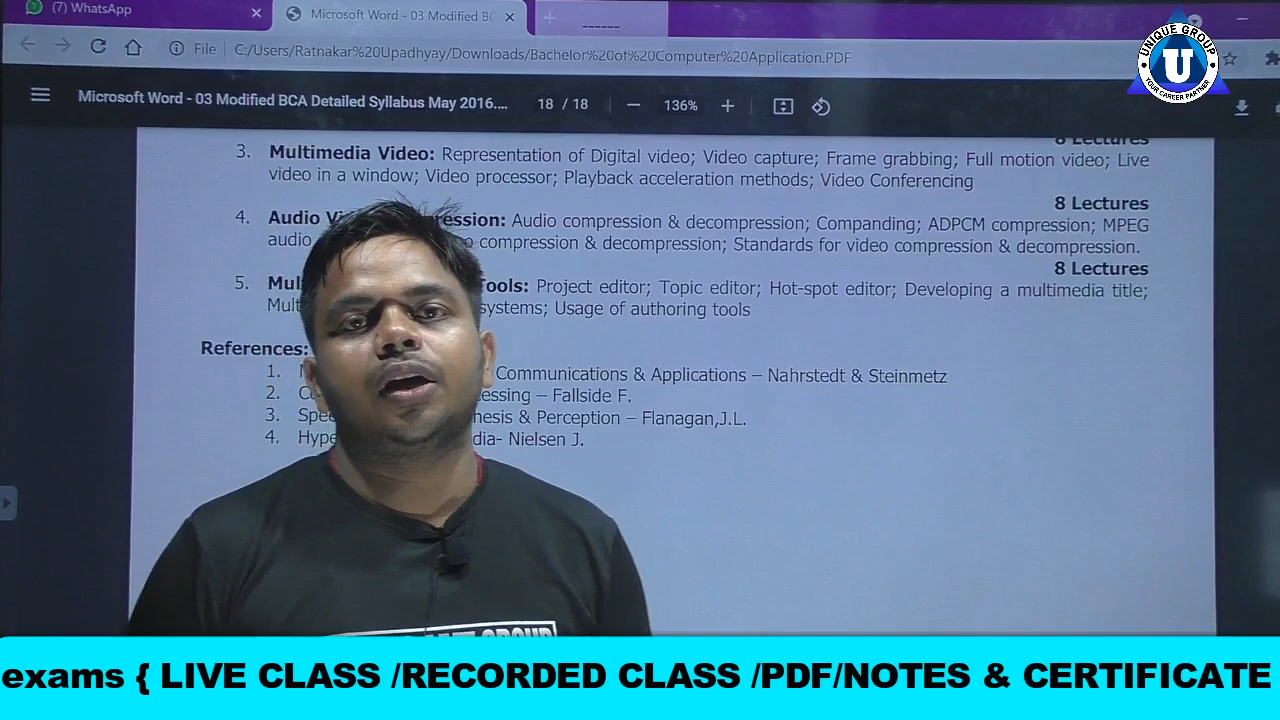 (7) WhatsApp
Microsoft Word - 03 Modified BC
File
C:/Users/Ratnakar%20Upadhyay/Downloads/Bachelor%20of%20Computer%20Application.PDF
UNIQUE GROUP
U
YOUR CAREER PARTNER
Microsoft Word - 03 Modified BCA Detailed Syllabus May 2016....
18 / 18
136%
8 Lectures
3. Multimedia Video: Representation of Digital video; Video capture; Frame grabbing; Full motion video; Live
video in a window; Video processor; Playback acceleration methods; Video Conferencing
8 Lectures
4. Audio Vi ression: Audio compression & decompression; Companding; ADPCM compression; MPEG
audio o compression & decompression; Standards for video compression & decompression.
8 Lectures
5. Mul Tools: Project editor; Topic editor; Hot-spot editor; Developing a multimedia title;
Mult systems; Usage of authoring tools
References:
1. Communications & Applications – Nahrstedt & Steinmetz
2. Co essing – Fallside F.
3. Spee hesis & Perception – Flanagan,J.L.
4. Hype dia- Nielsen J.
GROUP
exams { LIVE CLASS /RECORDED CLASS /PDF/NOTES & CERTIFICATE